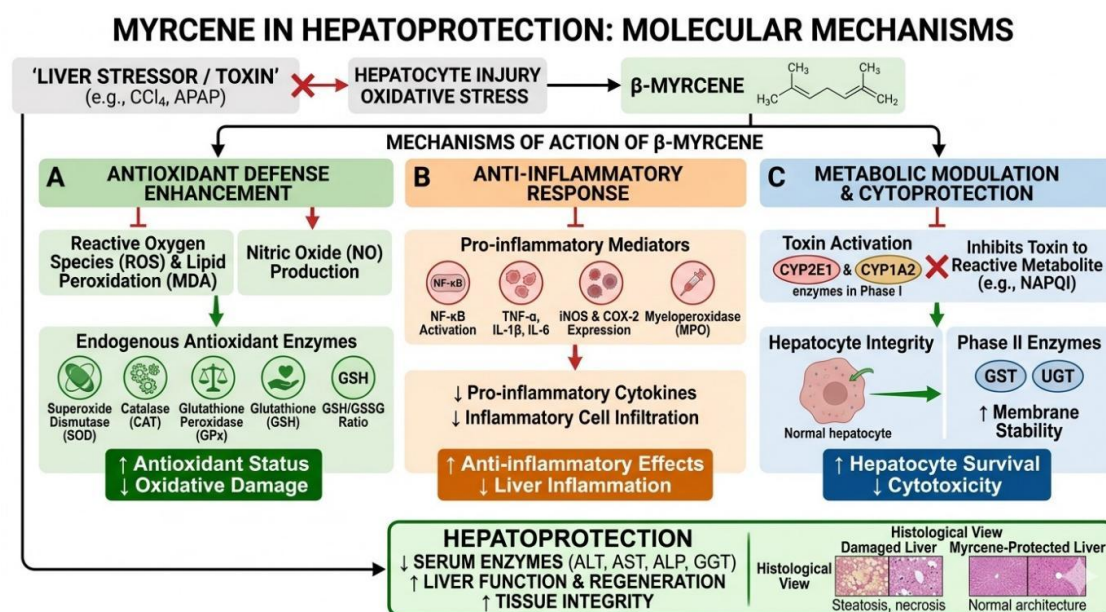 MYRCENE IN HEPATOPROTECTION: MOLECULAR MECHANISMS
'LIVER STRESSOR / TOXIN'
(e.g., CCl₄, APAP)
HEPATOCYTE INJURY
OXIDATIVE STRESS
β-MYRCENE
CH₃
CH₃
H₃C
CH₂
MECHANISMS OF ACTION OF β-MYRCENE
A
ANTIOXIDANT DEFENSE
ENHANCEMENT
Reactive Oxygen
Species (ROS) & Lipid
Peroxidation (MDA)
Nitric Oxide (NO)
Production
Endogenous Antioxidant Enzymes
GSH
Superoxide
Dismutase
(SOD)
Catalase
(CAT)
Glutathione
Peroxidase
(GPx)
Glutathione
(GSH)
GSH/GSSG
Ratio
↑ Antioxidant Status
↓ Oxidative Damage
B
ANTI-INFLAMMATORY
RESPONSE
Pro-inflammatory Mediators
NF-κB
NF-κB
Activation
TNF-α,
IL-1β, IL-6
iNOS & COX-2
Expression
Myeloperoxidase
(MPO)
↓ Pro-inflammatory Cytokines
↓ Inflammatory Cell Infiltration
↑ Anti-inflammatory Effects
↓ Liver Inflammation
C
METABOLIC MODULATION
& CYTOPROTECTION
Toxin Activation
CYP2E1 & CYP1A2
enzymes in Phase I
Inhibits Toxin to
Reactive Metabolite
(e.g., NAPQI)
Hepatocyte Integrity
Normal hepatocyte
Phase II Enzymes
GST UGT
↑ Membrane
Stability
↑ Hepatocyte Survival
↓ Cytotoxicity
HEPATOPROTECTION
↓ SERUM ENZYMES (ALT, AST, ALP, GGT)
↑ LIVER FUNCTION & REGENERATION
↑ TISSUE INTEGRITY
Histological View
Damaged Liver
Myrcene-Protected Liver
Histological
View
Steatosis, necrosis
Normal architecture